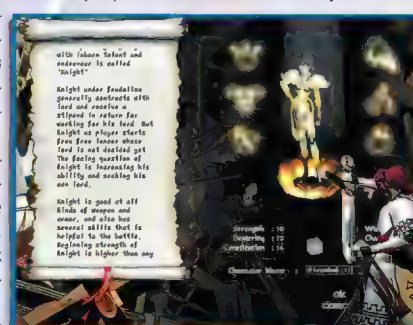 with inborn Talent and
endeavour is called
"Knight"
Knight under feudalism
generally contracts with
lord and receive a
stipend in return for
working for his lord But
Knight as player starts
from free lancer whose
lord is not decided yet
The facing question of
Knight is increasing his
ability and seeking his
own lord.
Knight is good at all
kinds of weapon and
armor, and also has
several skills that is
helpful to the battle.
Beginning strength of
Knight is higher than any
Strength : 16
Dexterity : 13
Constitution : 14
Character Name :
OK